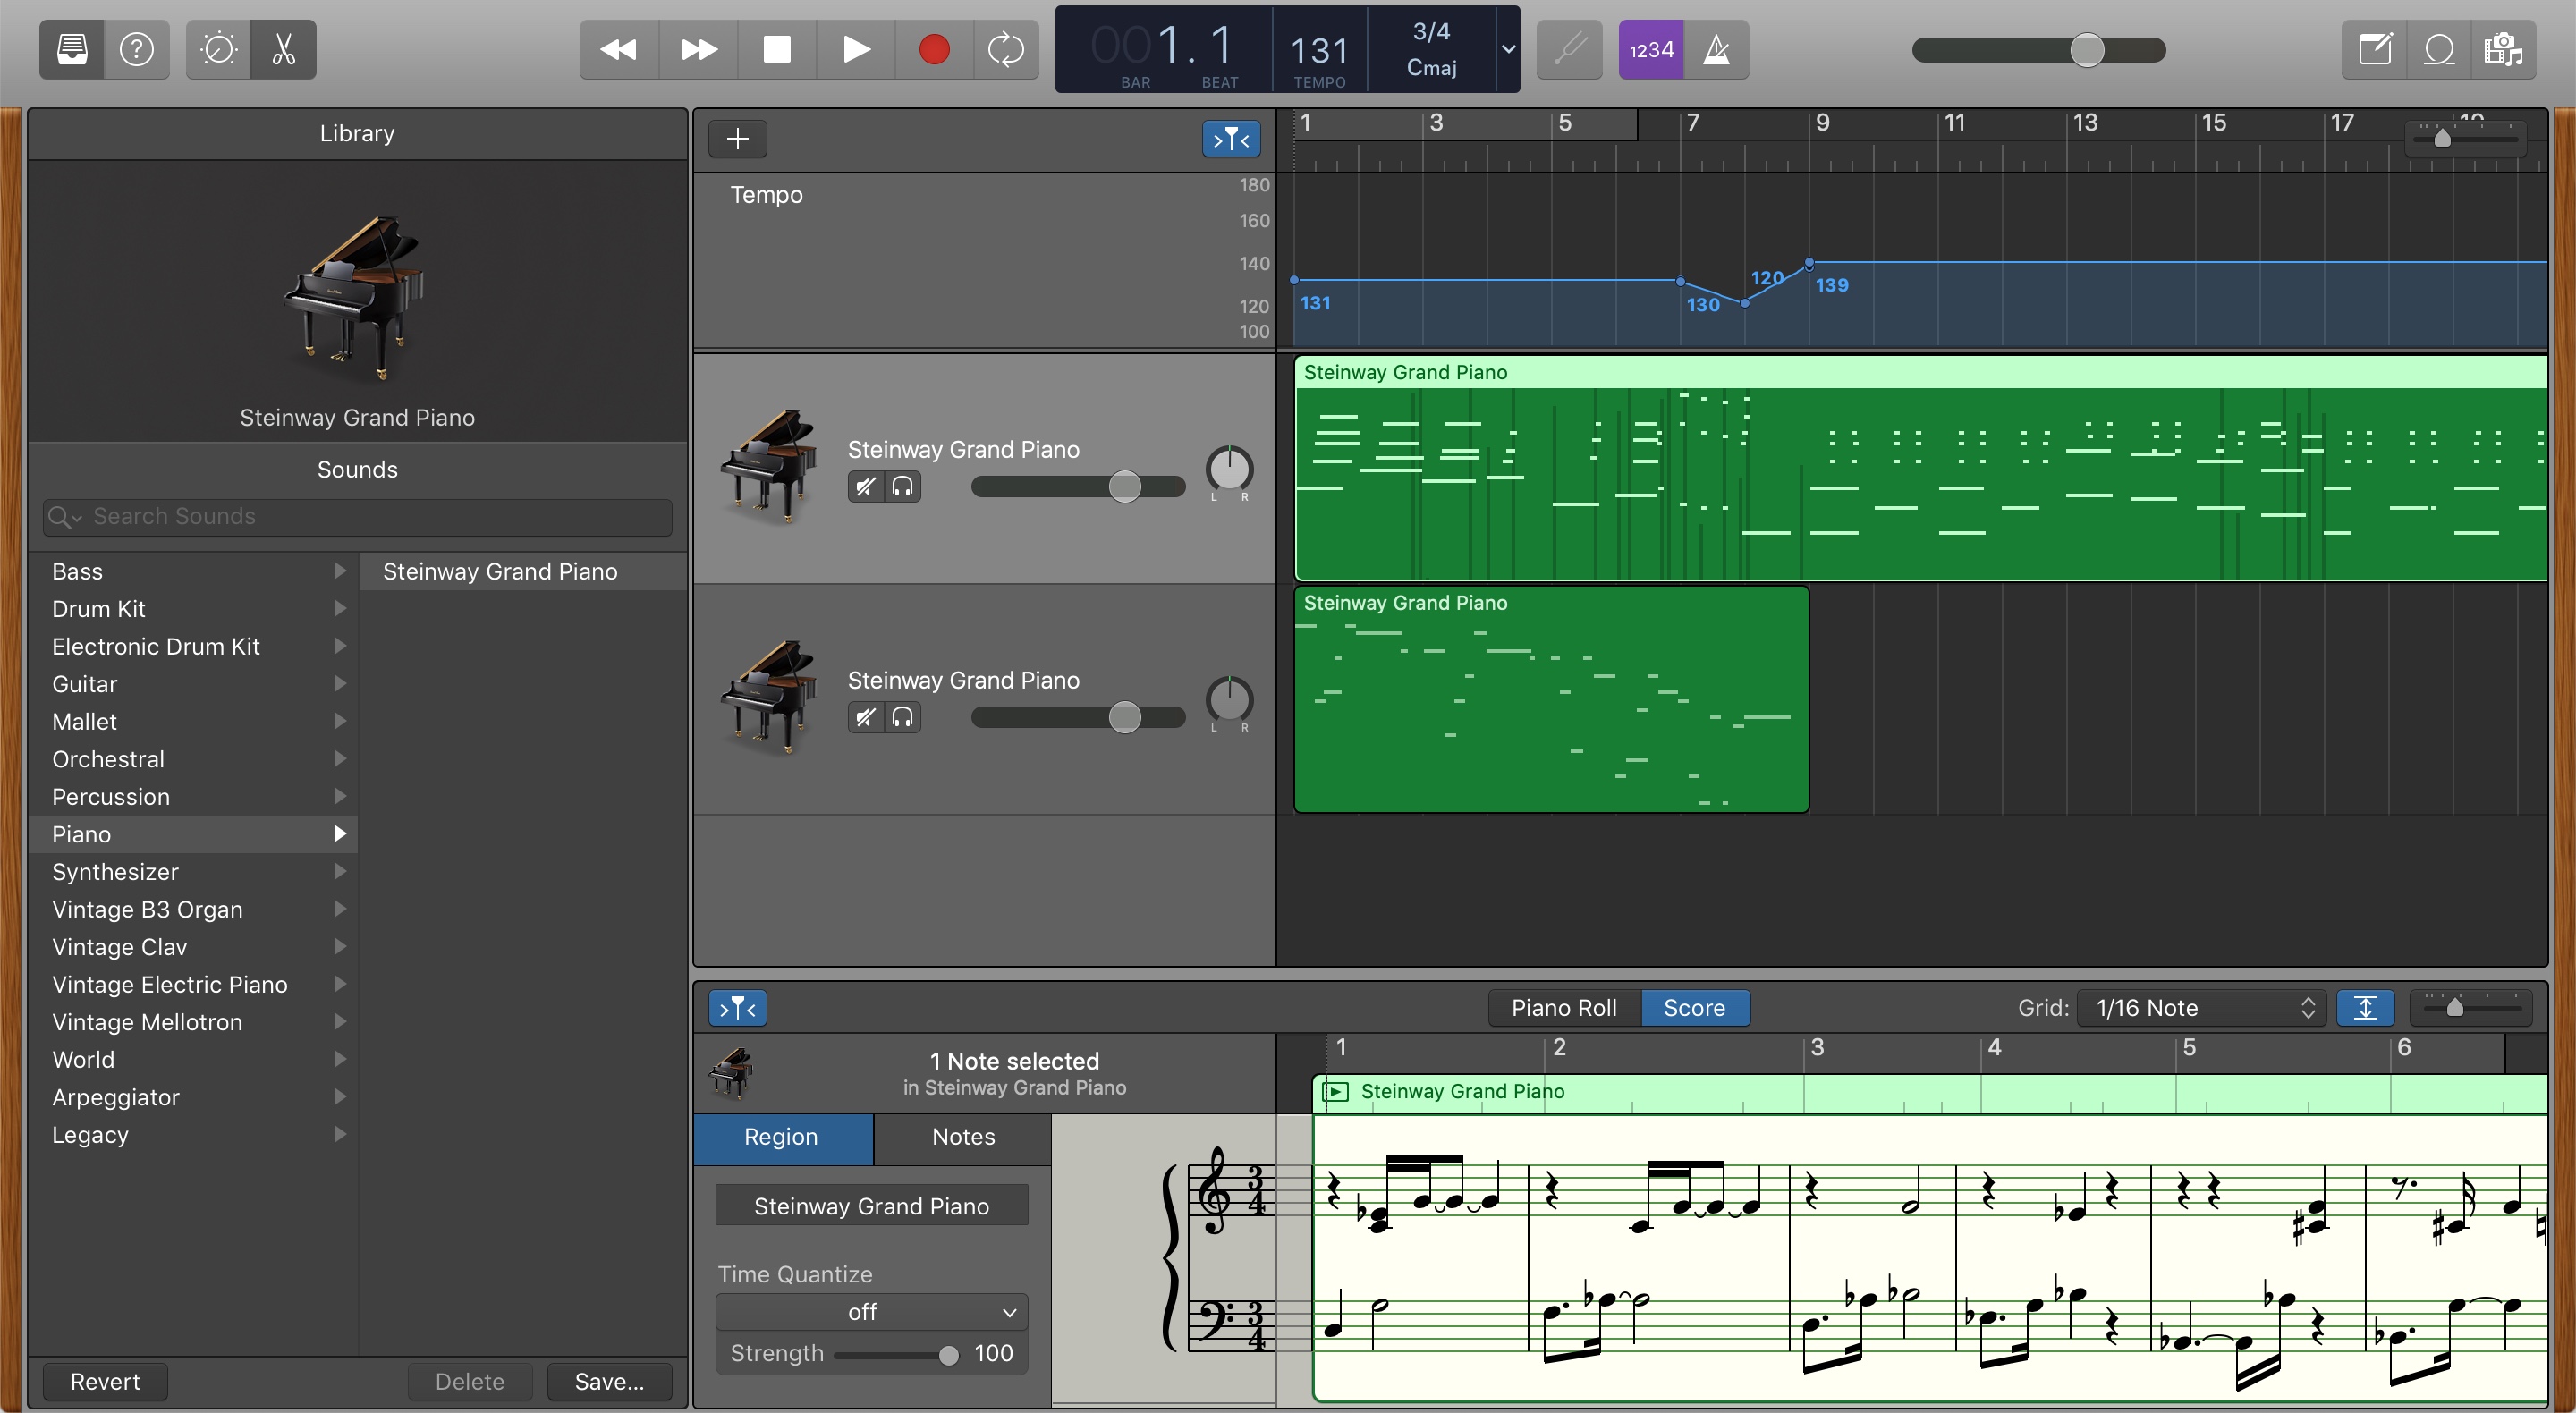 001. 1
BAR BEAT
131
TEMPO
3/4
Cmaj
1234
Library
Steinway Grand Piano
Sounds
Search Sounds
Bass
Drum Kit
Electronic Drum Kit
Guitar
Mallet
Orchestral
Percussion
Piano
Synthesizer
Vintage B3 Organ
Vintage Clav
Vintage Electric Piano
Vintage Mellotron
World
Arpeggiator
Legacy
Steinway Grand Piano
Revert
Delete
Save...
1 3 5 7 9 11 13 15 17
Tempo
180
160
140
120
100
131
130
120
139
Steinway Grand Piano
L R
Steinway Grand Piano
Steinway Grand Piano
L R
Steinway Grand Piano
Piano Roll
Score
Grid: 1/16 Note
1 Note selected
in Steinway Grand Piano
1 2 3 4 5 6
Steinway Grand Piano
Region
Notes
Steinway Grand Piano
Time Quantize
off
Strength 100
3
4
3
4